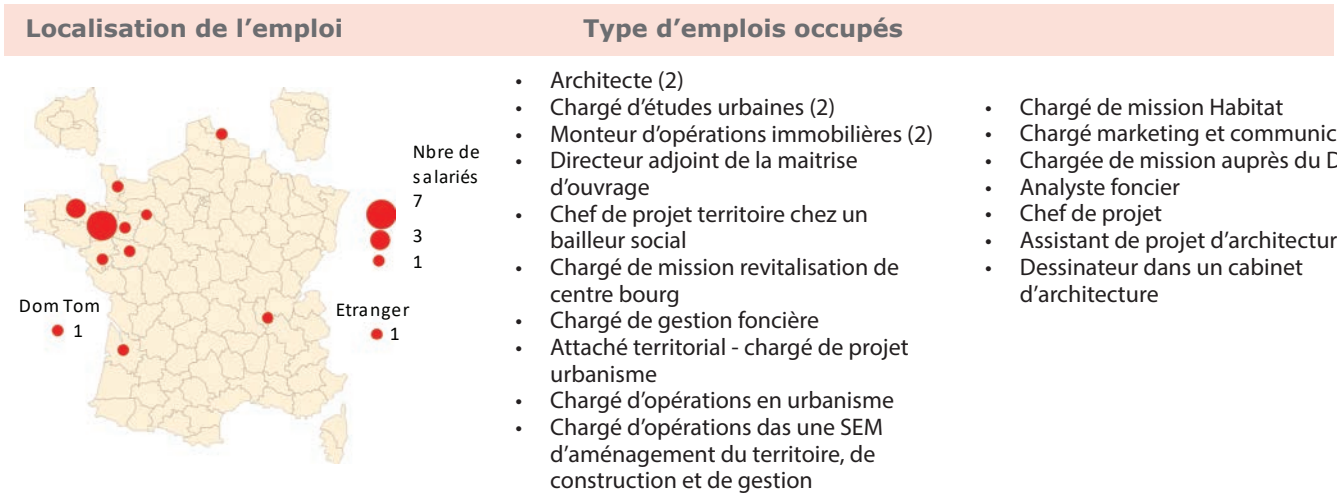 Localisation de l’emploi
Type d’emplois occupés
Nbre de
salariés
7
3
1
Dom Tom
1
Etranger
1
• Architecte (2)
• Chargé d’études urbaines (2)
• Monteur d’opérations immobilières (2)
• Directeur adjoint de la maitrise
d’ouvrage
• Chef de projet territoire chez un
bailleur social
• Chargé de mission revitalisation de
centre bourg
• Chargé de gestion foncière
• Attaché territorial - chargé de projet
urbanisme
• Chargé d’opérations en urbanisme
• Chargé d’opérations das une SEM
d’aménagement du territoire, de
construction et de gestion
• Chargé de mission Habitat
• Chargé marketing et
• Chargée de mission auprès du
• Analyste foncier
• Chef de projet
• Assistant de projet
• Dessinateur dans un cabinet
d’architecture